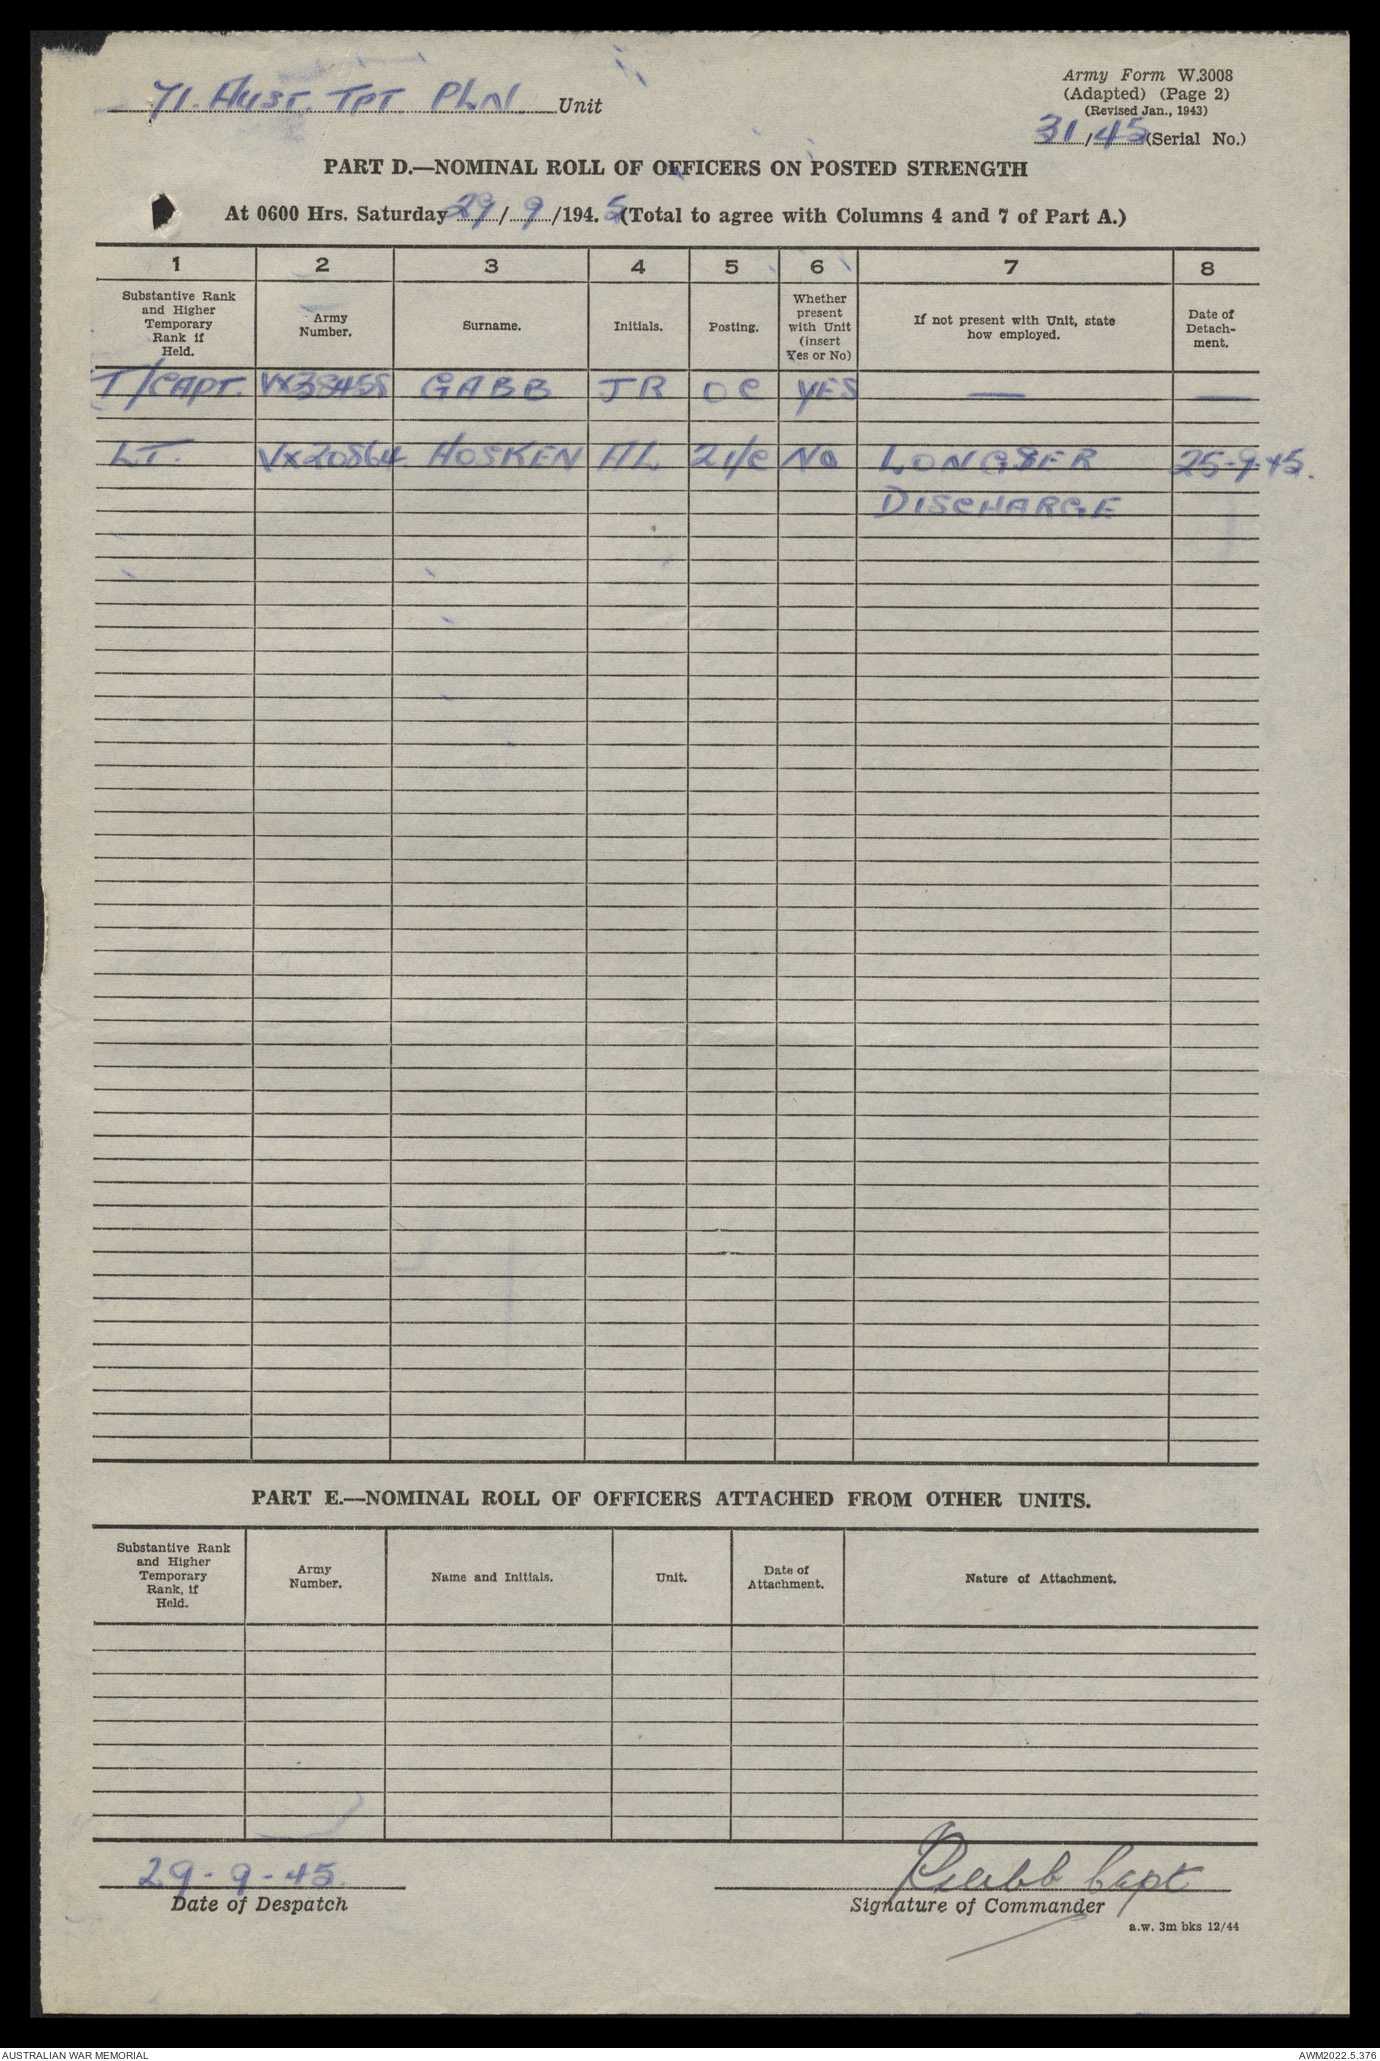 71. Aust. Tpt. Pln. Unit
Army Form W.3008
(Adapted) (Page 2)
(Revised Jan., 1943)
31/45 (Serial No.)
PART D.—NOMINAL ROLL OF OFFICERS ON POSTED STRENGTH
At 0600 Hrs. Saturday 29/9/1945 (Total to agree with Columns 4 and 7 of Part A.)
1 2 3 4 5 6 7 8
Substantive Rank and Higher Temporary Rank if Held.
Army Number.
Surname.
Initials.
Posting.
Whether present with Unit (insert Yes or No)
If not present with Unit, state how employed.
Date of Detach-ment.
T/CAPT. VX38458 GABB JR OC YES — —
LT. VX20864 HOSKEN AL 2i/c NO LONG SER 25-9-45.
DISCHARGE
PART E.—NOMINAL ROLL OF OFFICERS ATTACHED FROM OTHER UNITS.
Substantive Rank and Higher Temporary Rank, if Held.
Army Number.
Name and Initials.
Unit.
Date of Attachment.
Nature of Attachment.
29-9-45.
Date of Despatch
Gabb Capt
Signature of Commander
a.w. 3m bks 12/44
AUSTRALIAN WAR MEMORIAL
AWM2022.5.376